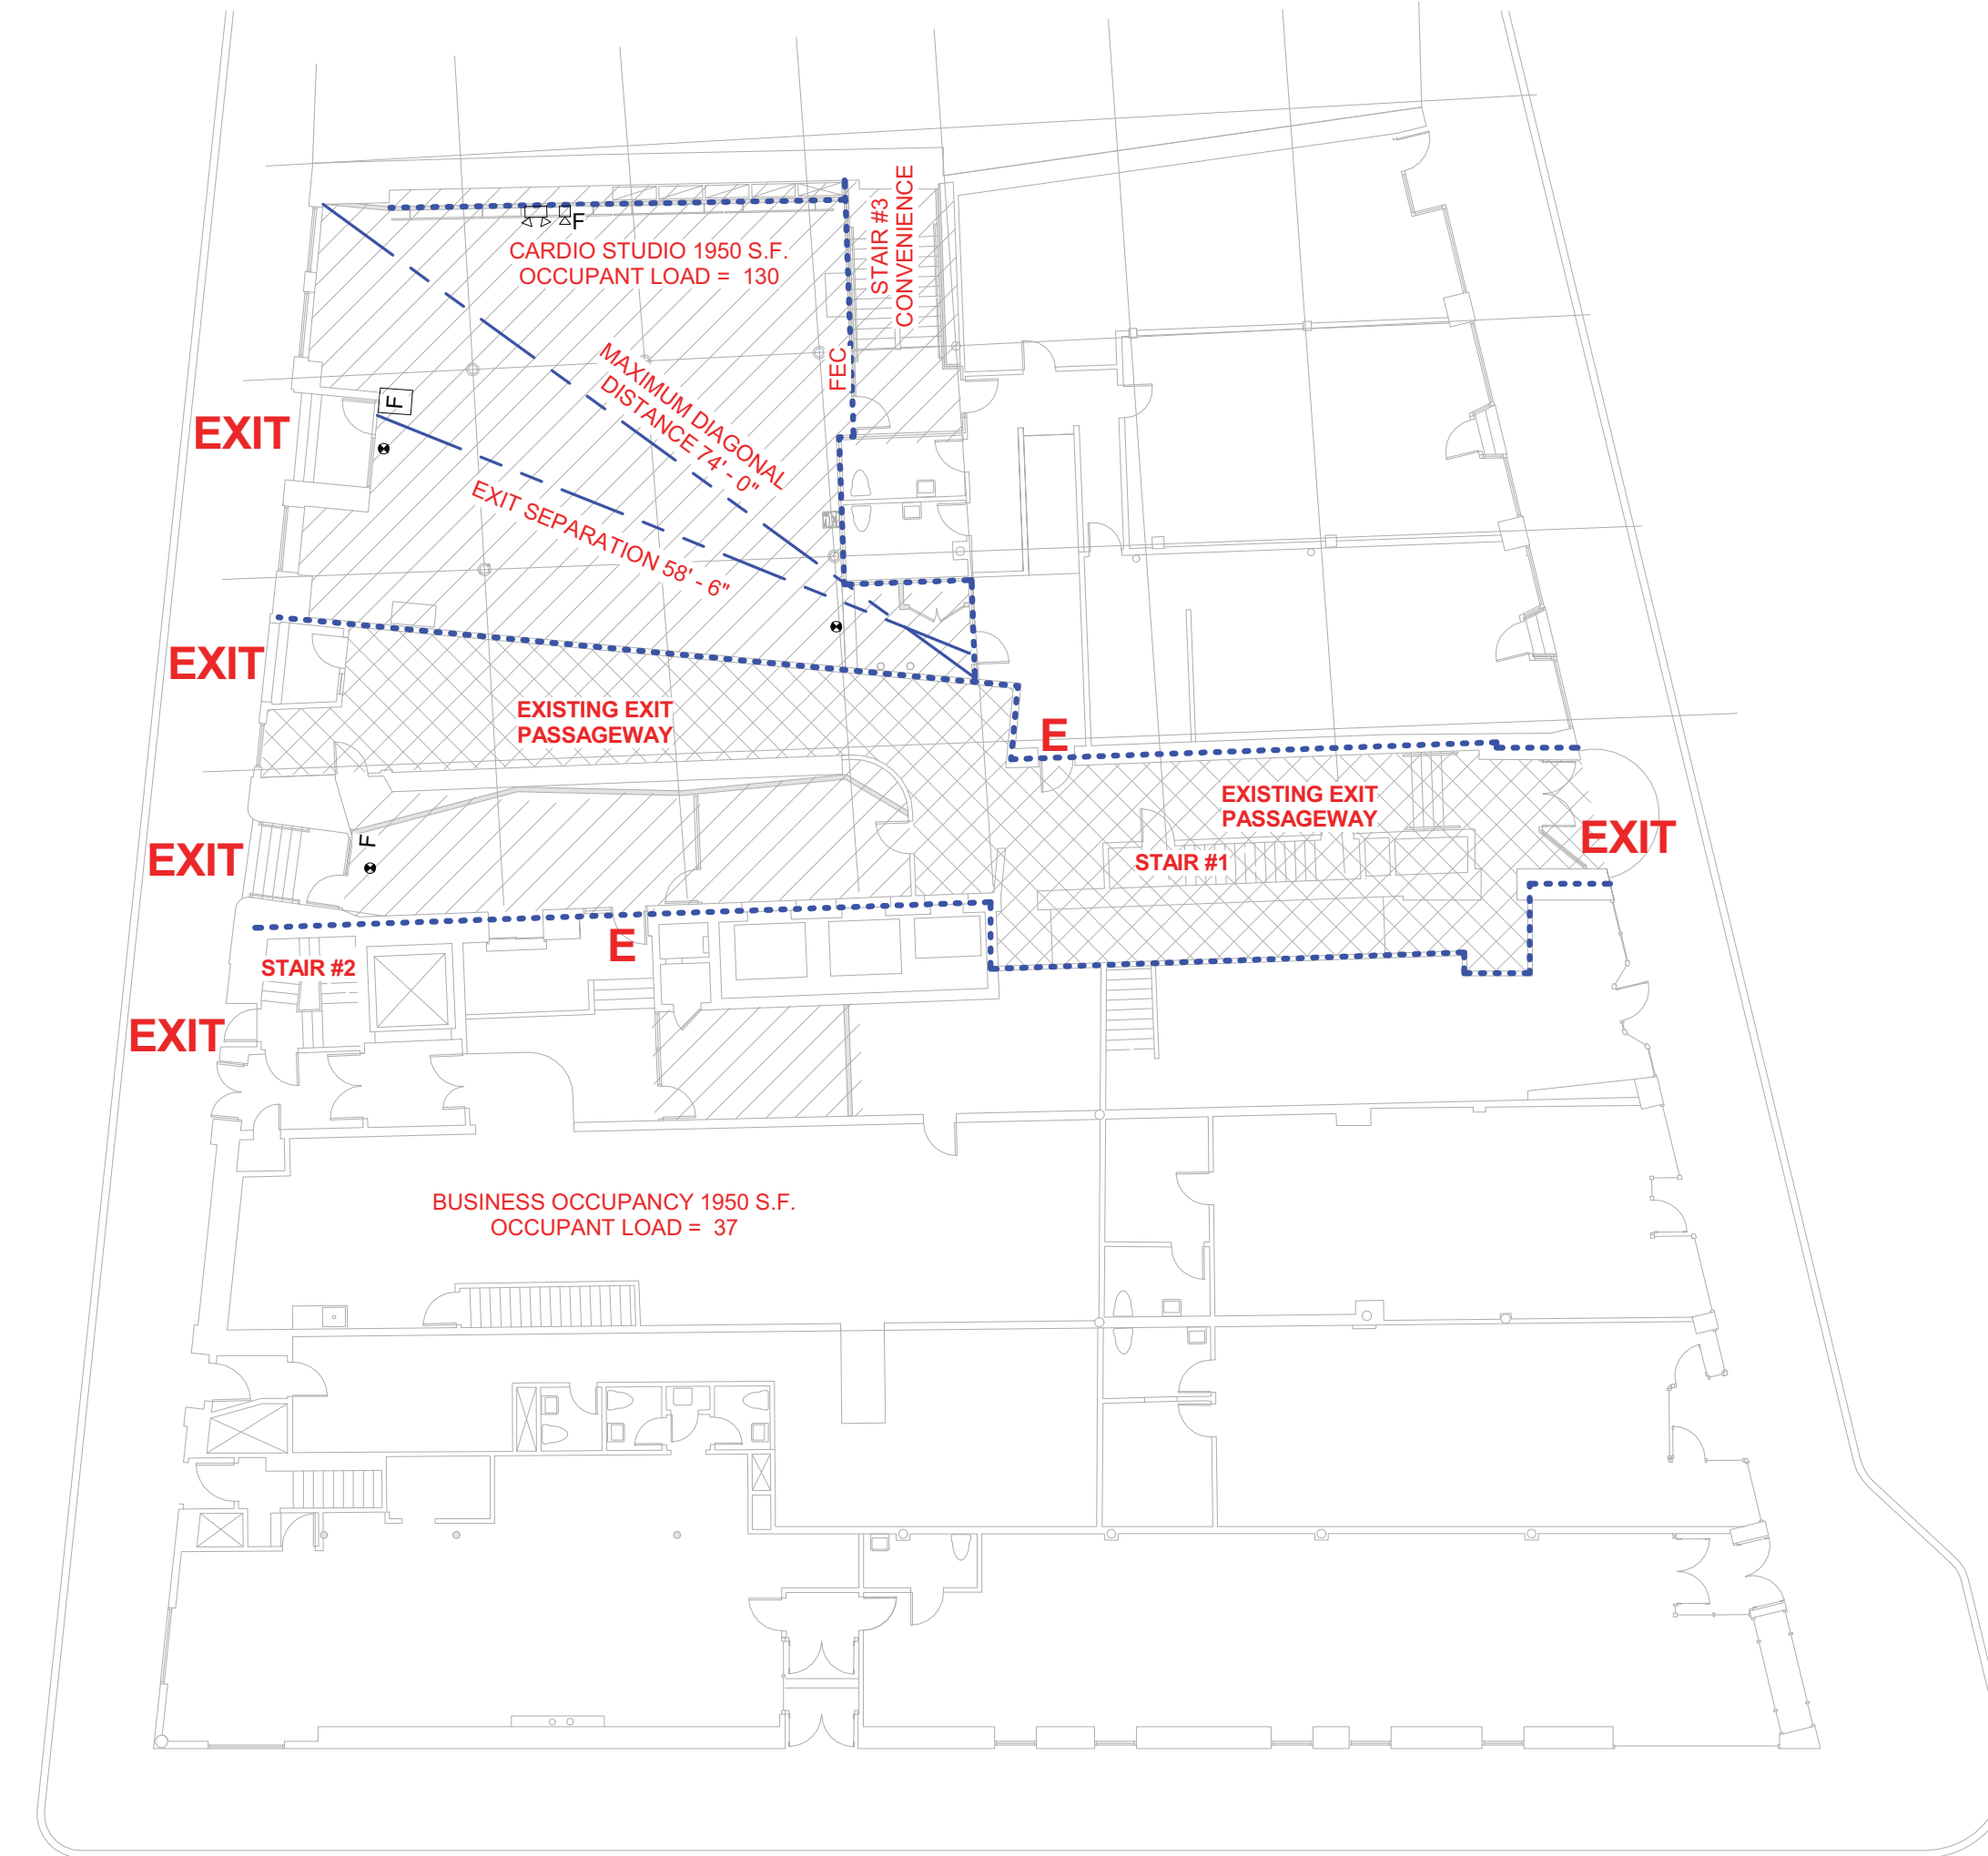 STAIR #3
CONVENIENCE
F
CARDIO STUDIO 1950 S.F.
OCCUPANT LOAD = 130
FEC
MAXIMUM DIAGONAL
DISTANCE 74' - 0"
F
EXIT
EXIT SEPARATION 58' - 6"
EXIT
EXISTING EXIT
PASSAGEWAY
E
EXISTING EXIT
PASSAGEWAY
EXIT
F
EXIT
STAIR #1
E
STAIR #2
EXIT
BUSINESS OCCUPANCY 1950 S.F.
OCCUPANT LOAD = 37